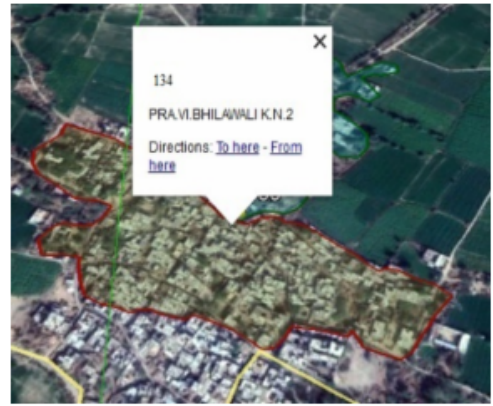 134
PRA.VI.BHILAWALI K.N.2
Directions: To here - From
here